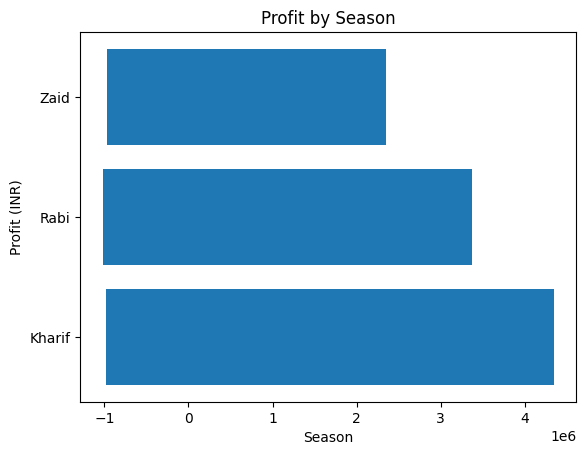 Profit by Season
Profit (INR)
Zaid
Rabi
Kharif
−1 0 1 2 3 4
1e6
Season